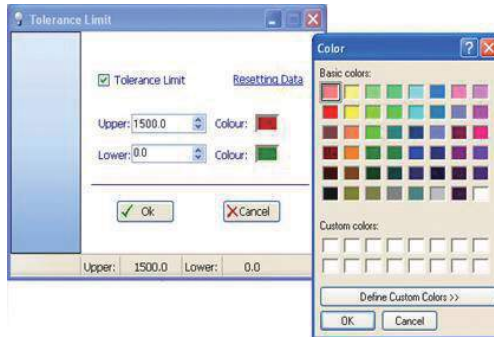 Tolerance Limit
Tolerance Limit
Resetting Data
Upper: 1500.0 Colour:
Lower: 0.0 Colour:
Ok
Cancel
Upper: 1500.0 Lower: 0.0
Color
Basic colors:
Custom colors:
Define Custom Colors >>
OK
Cancel